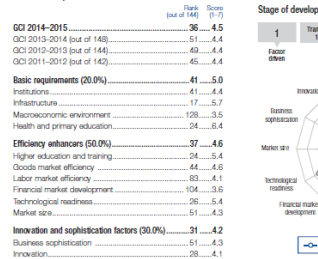 Rank Score
(out of 144) (1–7)
GCI 2014–2015 36 4.5
GCI 2013–2014 (out of 148) 51 4.4
GCI 2012–2013 (out of 144) 49 4.4
GCI 2011–2012 (out of 142) 45 4.4
Basic requirements (20.0%) 41 5.0
Institutions 41 4.4
Infrastructure 17 5.7
Macroeconomic environment 128 3.5
Health and primary education 24 6.4
Efficiency enhancers (50.0%) 37 4.6
Higher education and training 24 5.4
Goods market efficiency 44 4.6
Labor market efficiency 83 4.1
Financial market development 104 3.6
Technological readiness 26 5.4
Market size 51 4.3
Innovation and sophistication factors (30.0%) 31 4.2
Business sophistication 51 4.3
Innovation 28 4.1
Stage of develop
1
Tran
1
Factor
driven
Innovatio
Business
sophistication
Market size
Technological
readiness
Financial marke
development